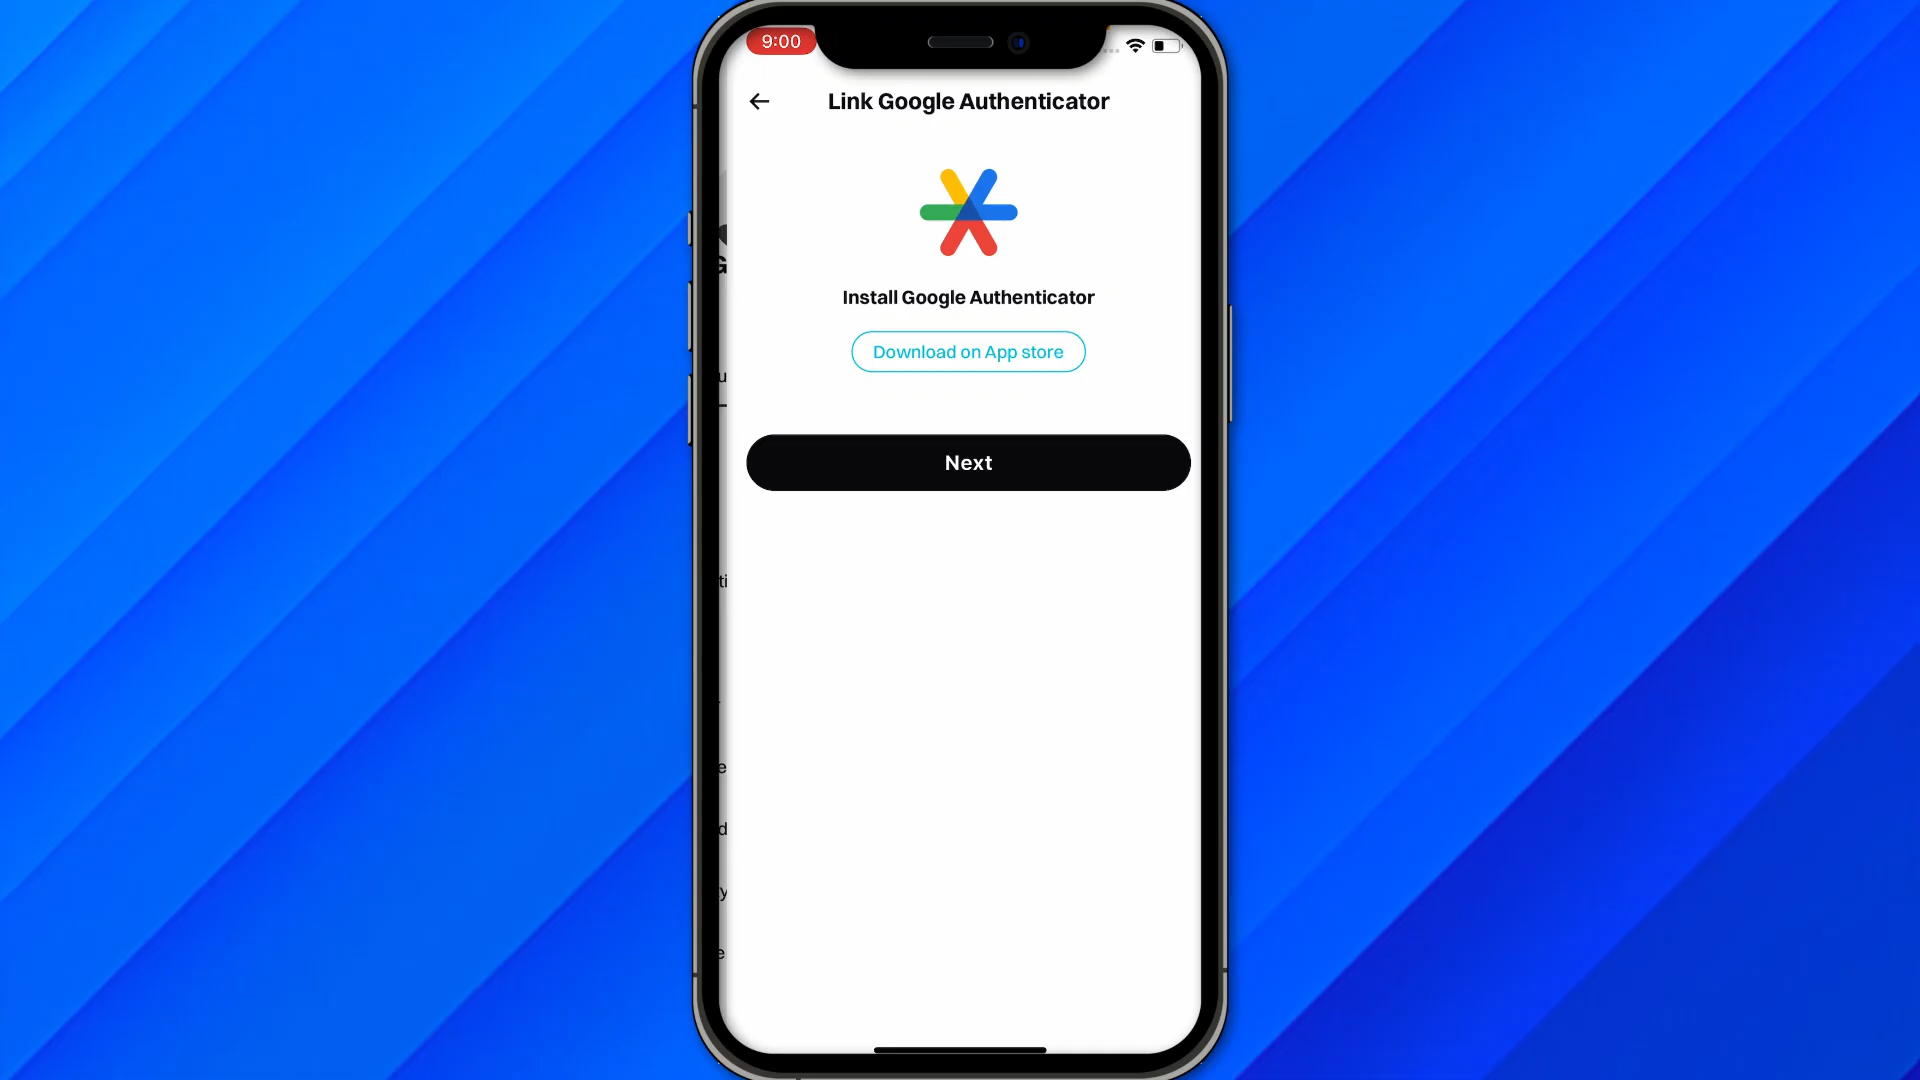 9:00
Link Google Authenticator
Install Google Authenticator
Download on App store
Next